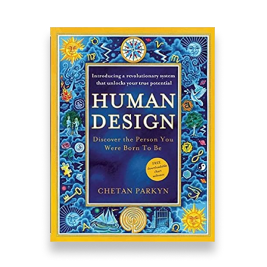 Introducing a revolutionary system
that unlocks your true potential
HUMAN
DESIGN
Discover the Person You
Were Born To Be
FREE
CHETAN PARKYN